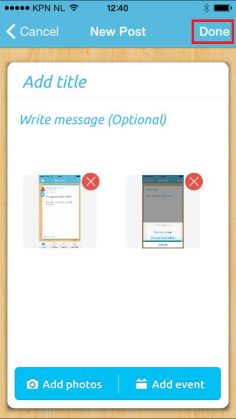 KPN NL 12:40
Cancel New Post Done
Add title
Write message (Optional)
Add photos Add event